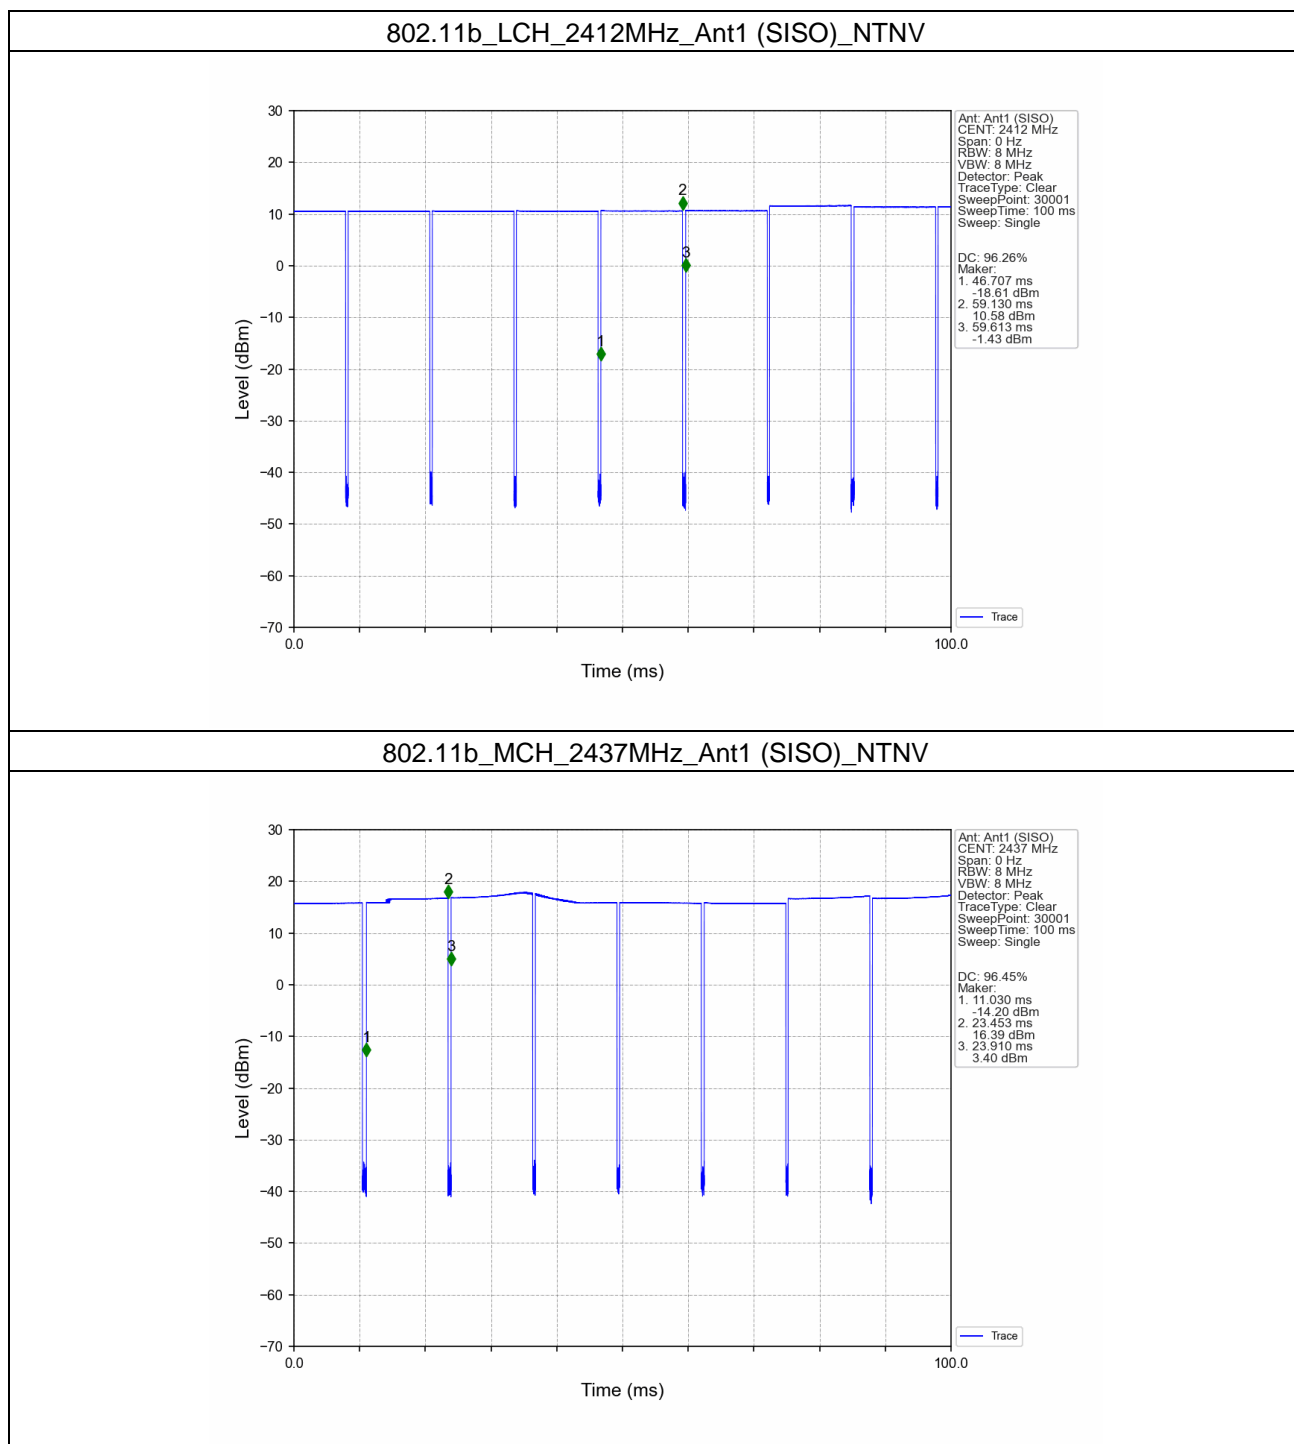 802.11b_LCH_2412MHz_Ant1 (SISO)_NTNV
30
20
10
0
−10
−20
−30
−40
−50
−60
−70
Level (dBm)
0.0
100.0
Time (ms)
1
2
3
Ant: Ant1 (SISO)
CENT: 2412 MHz
Span: 0 Hz
RBW: 8 MHz
VBW: 8 MHz
Detector: Peak
TraceType: Clear
SweepPoint: 30001
SweepTime: 100 ms
Sweep: Single
DC: 96.26%
Maker:
1. 46.707 ms
-18.61 dBm
2. 59.130 ms
10.58 dBm
3. 59.613 ms
-1.43 dBm
Trace
802.11b_MCH_2437MHz_Ant1 (SISO)_NTNV
30
20
10
0
−10
−20
−30
−40
−50
−60
−70
Level (dBm)
0.0
100.0
Time (ms)
1
2
3
Ant: Ant1 (SISO)
CENT: 2437 MHz
Span: 0 Hz
RBW: 8 MHz
VBW: 8 MHz
Detector: Peak
TraceType: Clear
SweepPoint: 30001
SweepTime: 100 ms
Sweep: Single
DC: 96.45%
Maker:
1. 11.030 ms
-14.20 dBm
2. 23.453 ms
16.39 dBm
3. 23.910 ms
3.40 dBm
Trace